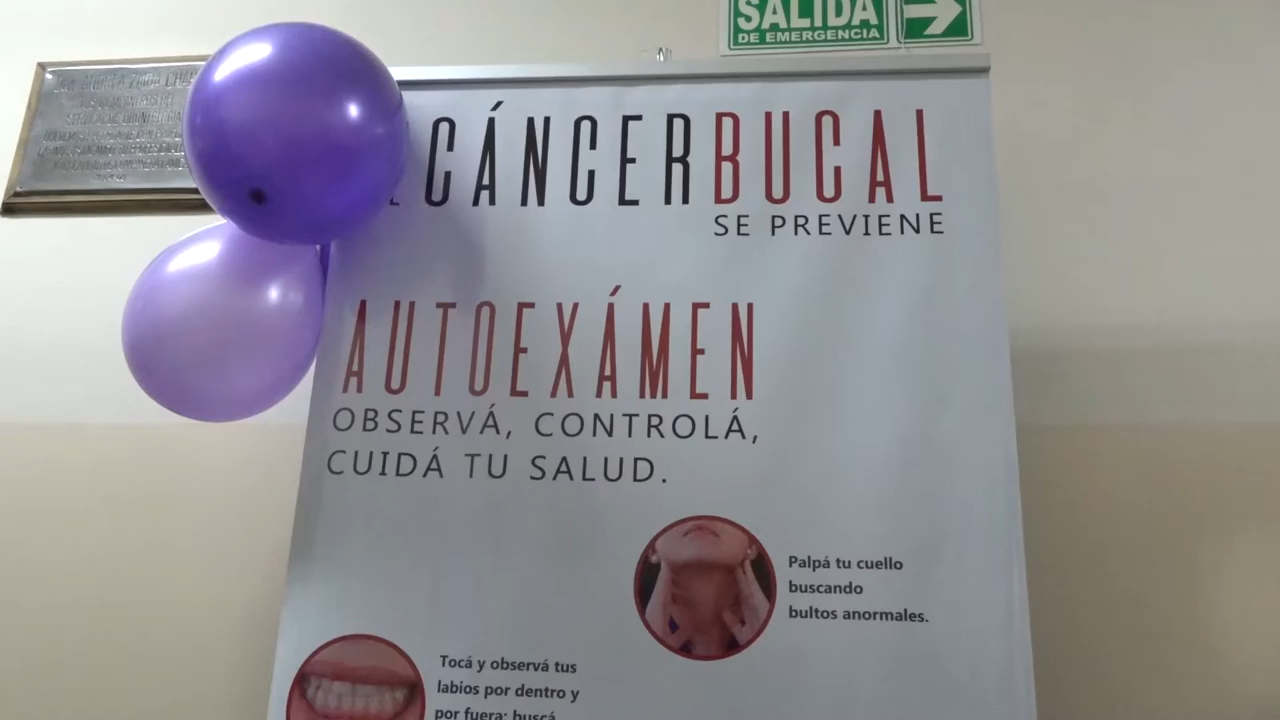 SALIDA
DE EMERGENCIA
CÁNCERBUCAL
SE PREVIENE
AUTOEXÁMEN
OBSERVÁ, CONTROLÁ,
CUIDÁ TU SALUD.
Palpá tu cuello
buscando
bultos anormales.
Tocá y observá tus
labios por dentro y
por fuera; buscá